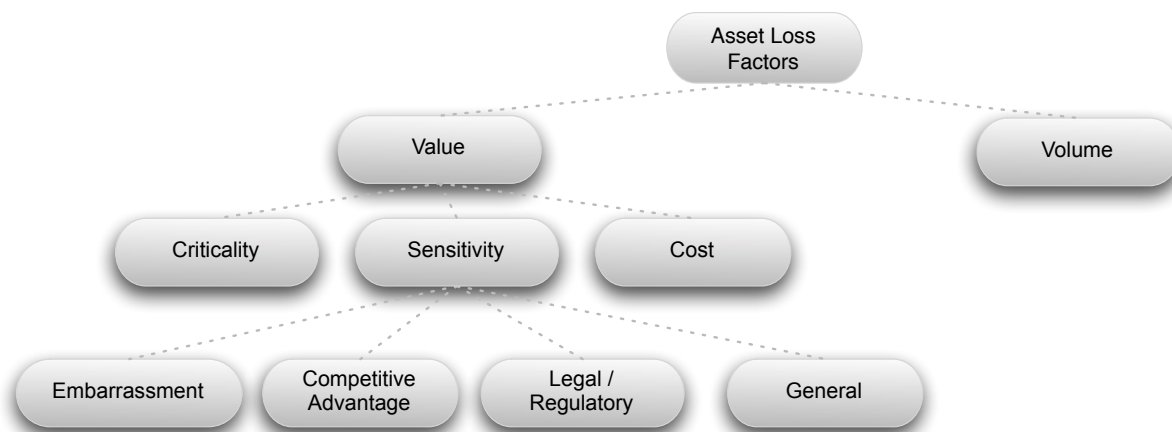 Asset Loss
Factors
Value
Volume
Criticality
Sensitivity
Cost
Embarrassment
Competitive
Advantage
Legal /
Regulatory
General